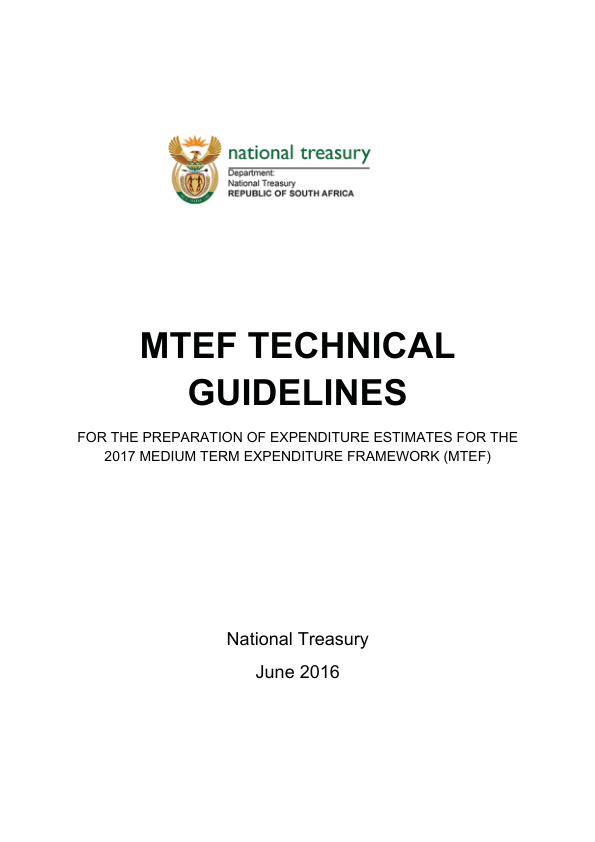 national treasury
Department:
National Treasury
REPUBLIC OF SOUTH AFRICA
MTEF TECHNICAL
GUIDELINES
FOR THE PREPARATION OF EXPENDITURE ESTIMATES FOR THE
2017 MEDIUM TERM EXPENDITURE FRAMEWORK (MTEF)
National Treasury
June 2016